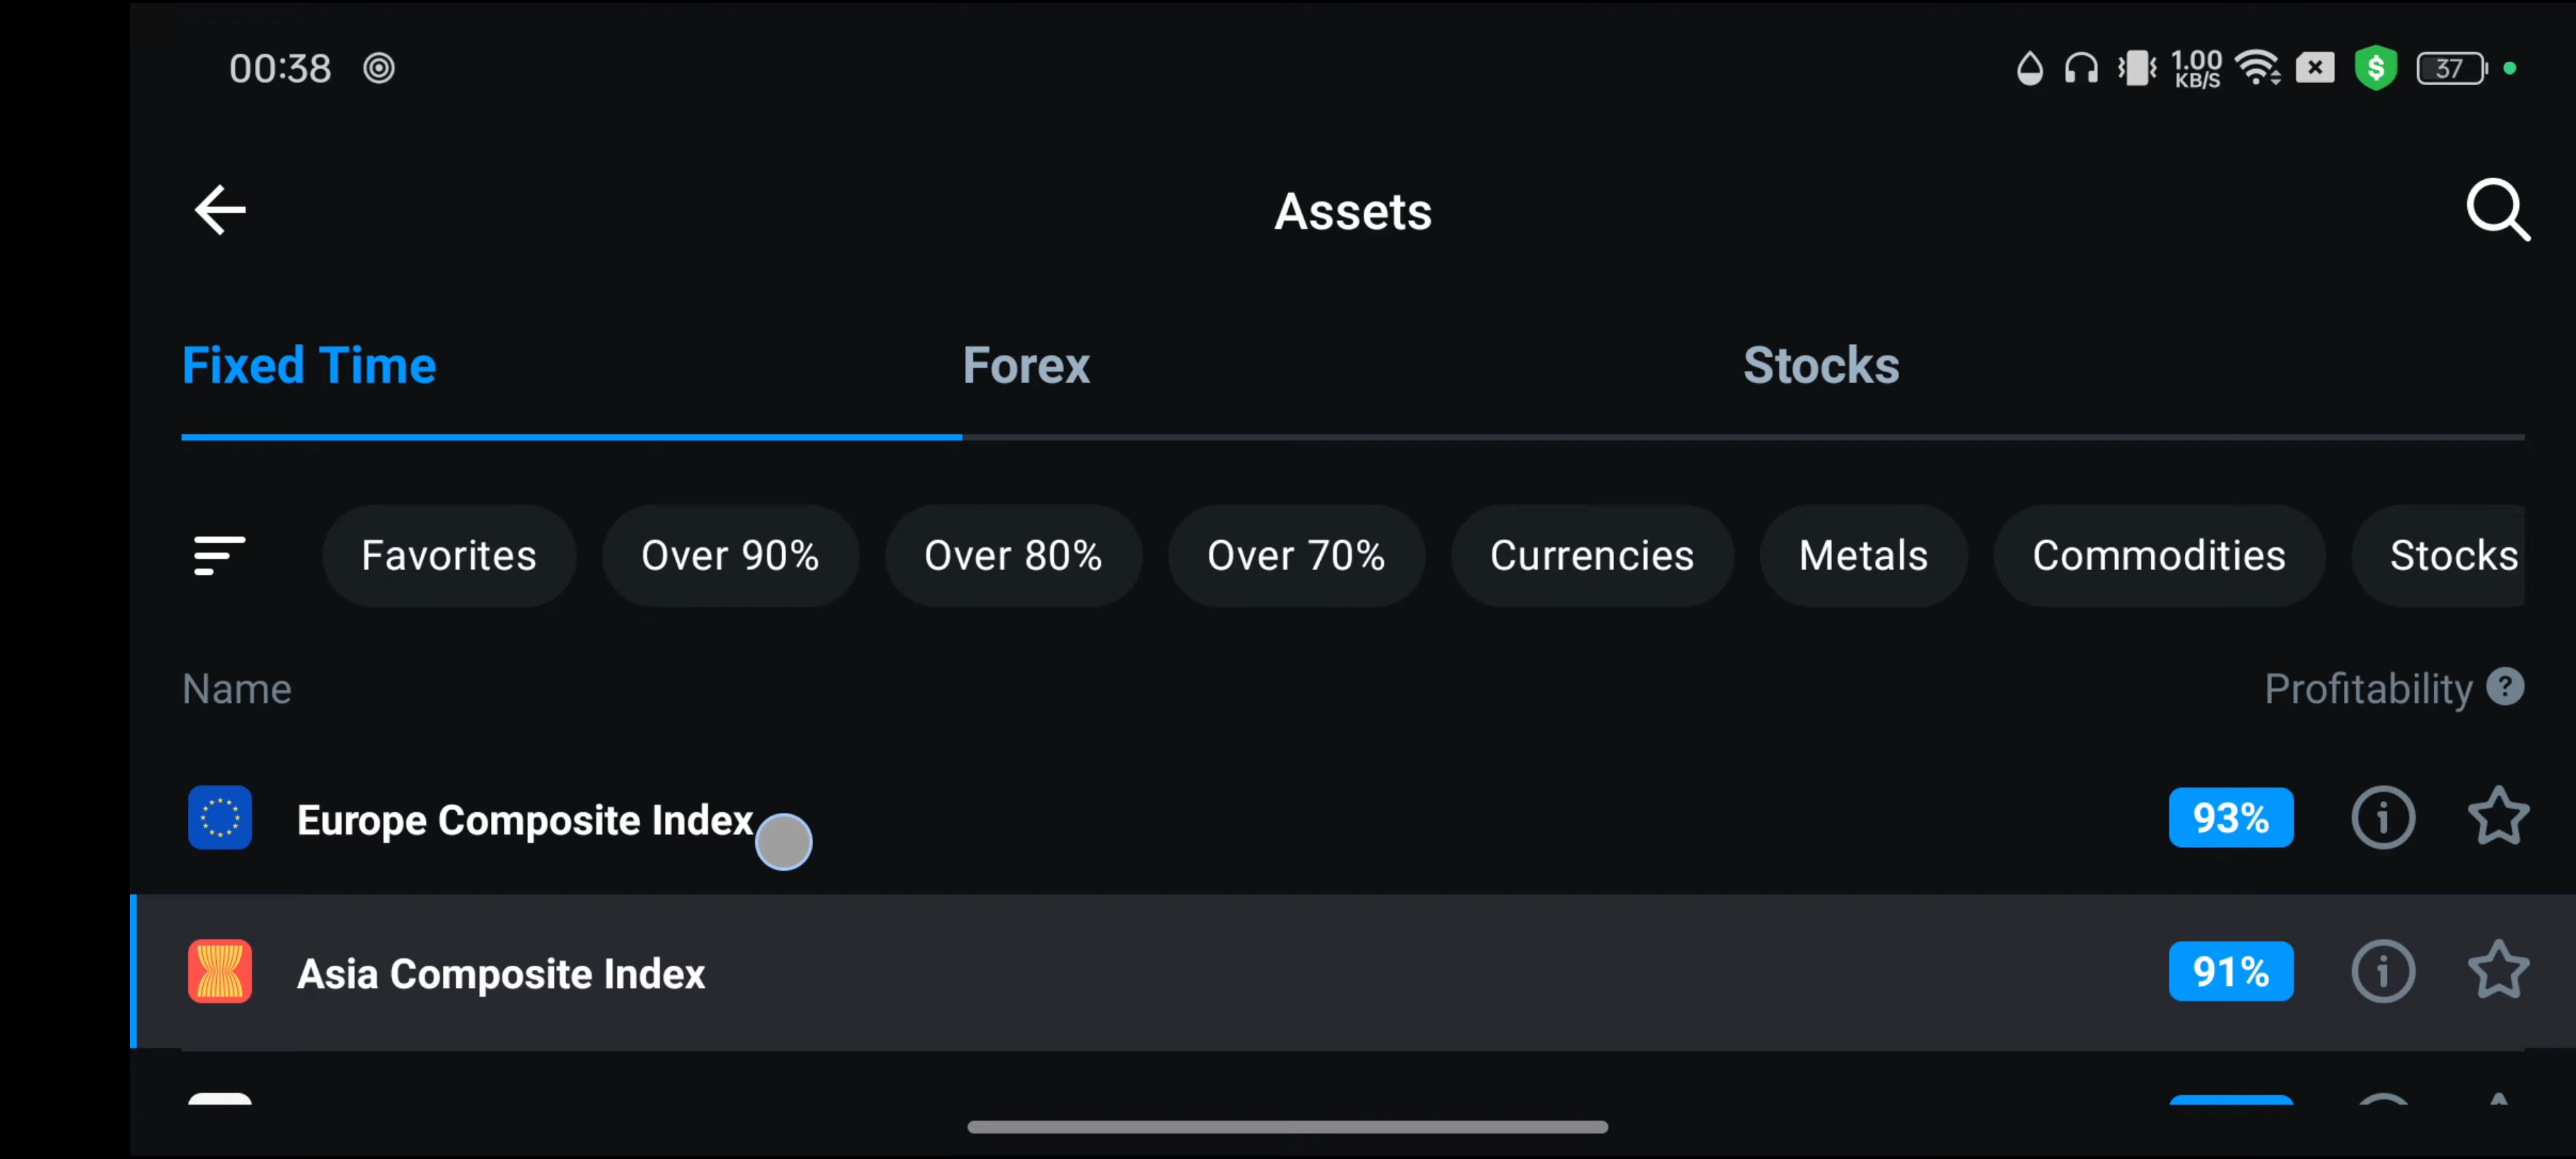 00:38 1.00 KB/S 37
Assets
Fixed Time Forex Stocks
Favorites Over 90% Over 80% Over 70% Currencies Metals Commodities Stocks
Name Profitability ?
Europe Composite Index 93%
Asia Composite Index 91%